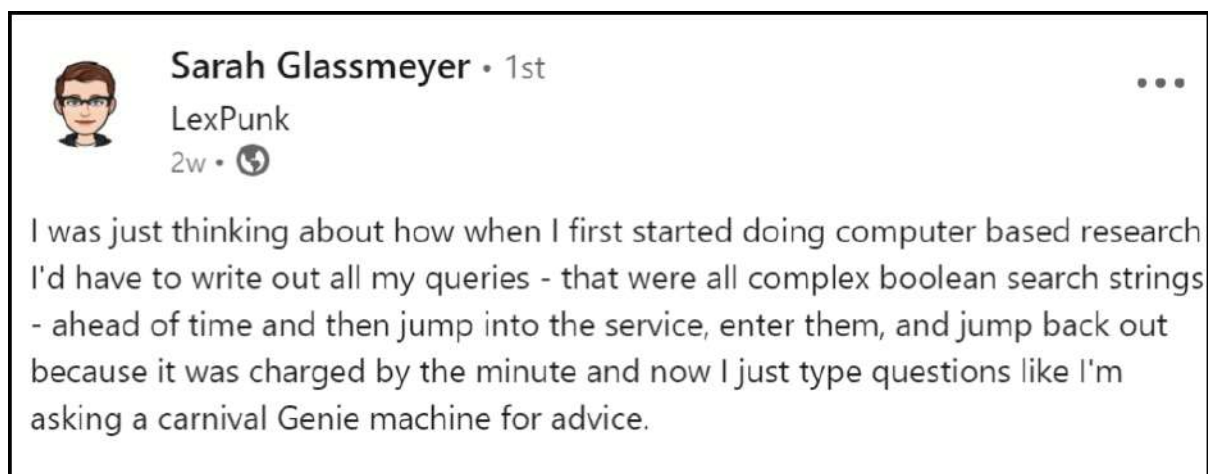 Sarah Glassmeyer • 1st
LexPunk
2w •
I was just thinking about how when I first started doing computer based research
I'd have to write out all my queries - that were all complex boolean search strings
- ahead of time and then jump into the service, enter them, and jump back out
because it was charged by the minute and now I just type questions like I'm
asking a carnival Genie machine for advice.